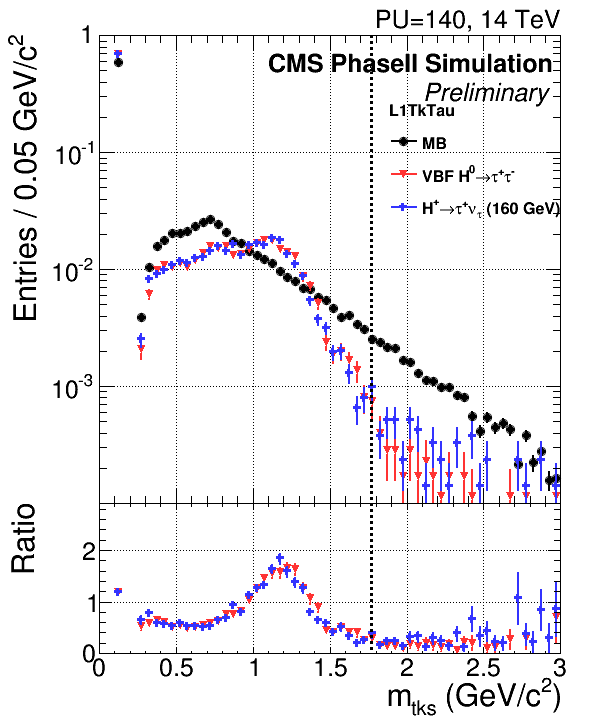 PU=140, 14 TeV
CMS PhaseII Simulation
Preliminary
L1TkTau
MB
VBF H⁰→τ⁺τ⁻
H⁺→τ⁺ν_τ (160 GeV)
Entries / 0.05 GeV/c²
1
10⁻¹
10⁻²
10⁻³
Ratio
2
1
0
0 0.5 1 1.5 2 2.5 3
m_tks (GeV/c²)